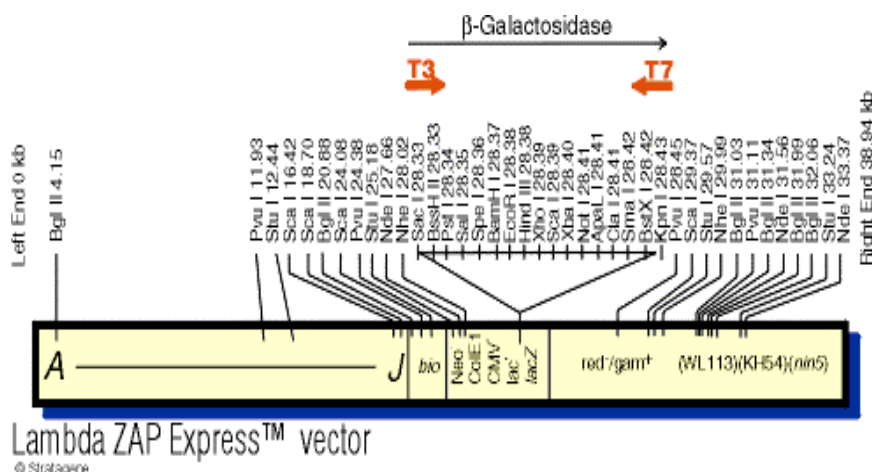 β-Galactosidase
T3
T7
Left End 0 kb
Bgl II 4.15
Pvu I 11.93
Stu I 12.44
Sca I 16.42
Sca I 18.70
Bgl II 20.88
Sca I 24.08
Pvu I 24.38
Stu I 25.18
Nde I 27.66
Nhe I 28.02
Sac I 28.33
BssH II 28.33
Pst I 28.34
Sal I 28.35
Spe I 28.36
BamH I 28.37
EcoR I 28.38
Hind III 28.38
Xho I 28.39
Sca I 28.39
Xba I 28.40
Not I 28.41
ApaL I 28.41
Cla I 28.41
Sma I 28.42
BstX I 28.42
Kpn I 28.43
Pvu I 28.45
Sca I 29.37
Stu I 29.57
Nhe I 29.99
Bgl II 31.03
Pvu I 31.11
Bgl II 31.34
Nde I 31.56
Bgl II 31.99
Bgl II 32.06
Stu I 33.24
Nde I 33.37
Right End 38.94 kb
A
J
bio
Neo
ColE1
CMV
lac
lacZ
red⁻/gam⁺
(WL113)(KH54)(nin5)
Lambda ZAP Express™ vector
© Stratagene